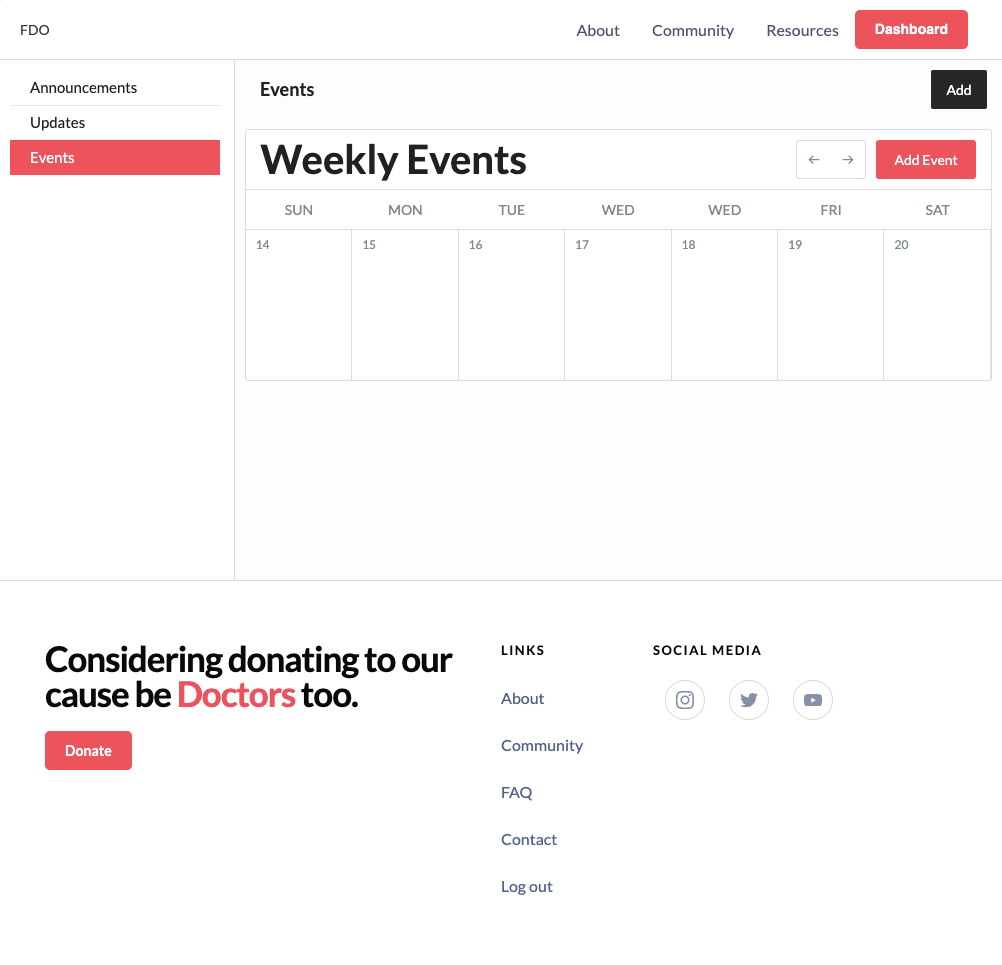 FDO
About Community Resources Dashboard
Announcements
Updates
Events
Events
Add
Weekly Events
← →
Add Event
SUN MON TUE WED WED FRI SAT
14 15 16 17 18 19 20
Considering donating to our
cause be Doctors too.
Donate
LINKS
About
Community
FAQ
Contact
Log out
SOCIAL MEDIA